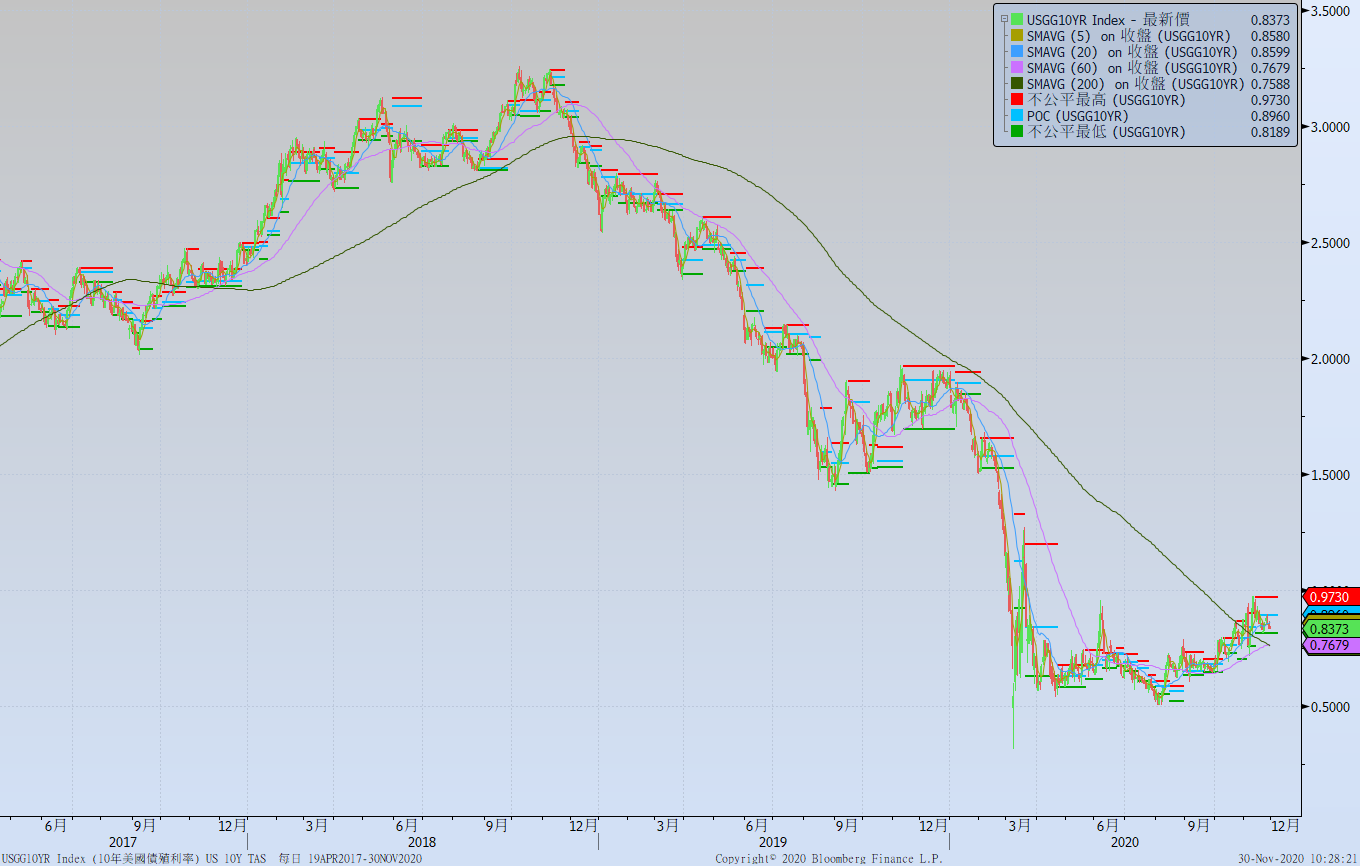 USGG10YR Index - 最新價 0.8373
SMAVG (5) on 收盤 (USGG10YR) 0.8580
SMAVG (20) on 收盤 (USGG10YR) 0.8599
SMAVG (60) on 收盤 (USGG10YR) 0.7679
SMAVG (200) on 收盤 (USGG10YR) 0.7588
不公平最高 (USGG10YR) 0.9730
POC (USGG10YR) 0.8960
不公平最低 (USGG10YR) 0.8189
3.5000
3.0000
2.5000
2.0000
1.5000
0.9730
0.8373
0.7679
0.5000
6月 9月 12月 3月 6月 9月 12月 3月 6月 9月 12月 3月 6月 9月 12月
2017 2018 2019 2020
USGG10YR Index (10年美國債殖利率) US 10Y TAS 每日 19APR2017-30NOV2020 Copyright© 2020 Bloomberg Finance L.P. 30-Nov-2020 10:28:21